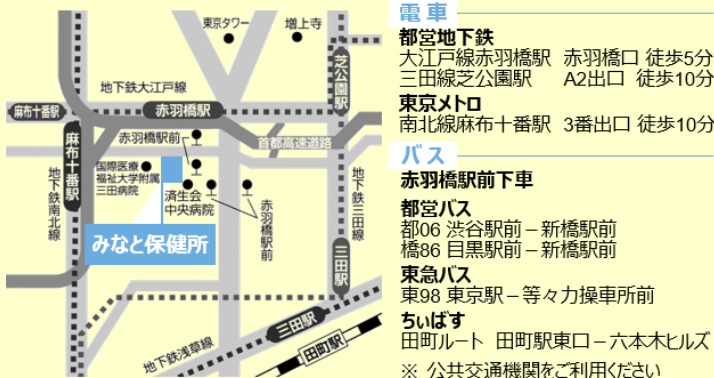 東京タワー
増上寺
芝公園駅
地下鉄大江戸線
麻布十番駅
赤羽橋駅
赤羽橋駅前
首都高速道路
麻布十番駅
国際医療
福祉大学附属
三田病院
済生会
中央病院
赤羽橋駅前
地下鉄南北線
地下鉄三田線
みなと保健所
三田駅
三田駅
田町駅
地下鉄浅草線
電車
都営地下鉄
大江戸線赤羽橋駅 赤羽橋口 徒歩5分
三田線芝公園駅 A2出口 徒歩10分
東京メトロ
南北線麻布十番駅 3番出口 徒歩10分
バス
赤羽橋駅前下車
都営バス
都06 渋谷駅前－新橋駅前
橋86 目黒駅前－新橋駅前
東急バス
東98 東京駅－等々力操車所前
ちぃばす
田町ルート 田町駅東口－六本木ヒルズ
※ 公共交通機関をご利用ください